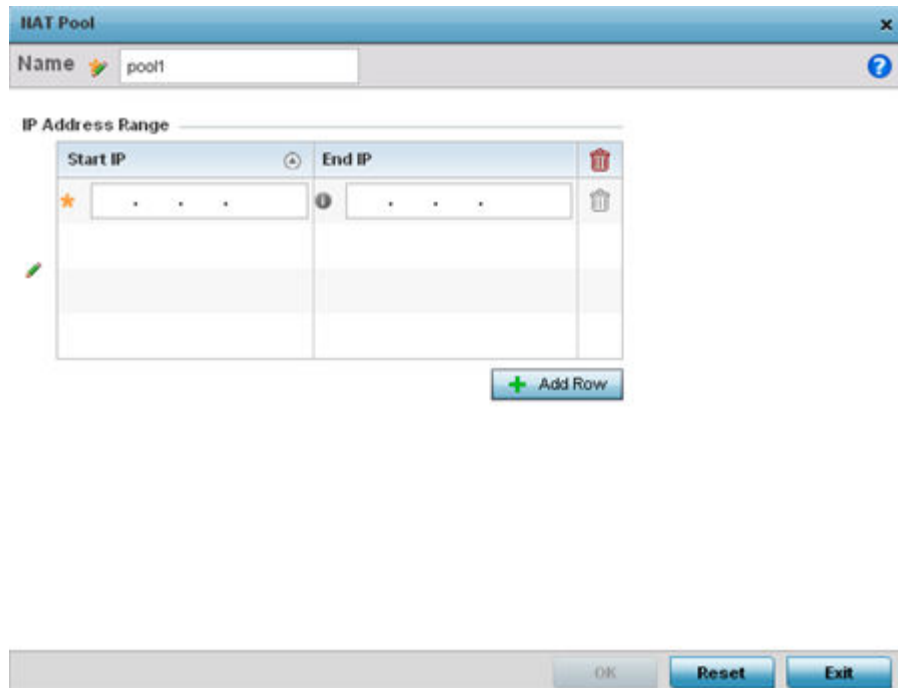 NAT Pool
Name pool1
IP Address Range
Start IP End IP
. . . . . .
+ Add Row
OK Reset Exit